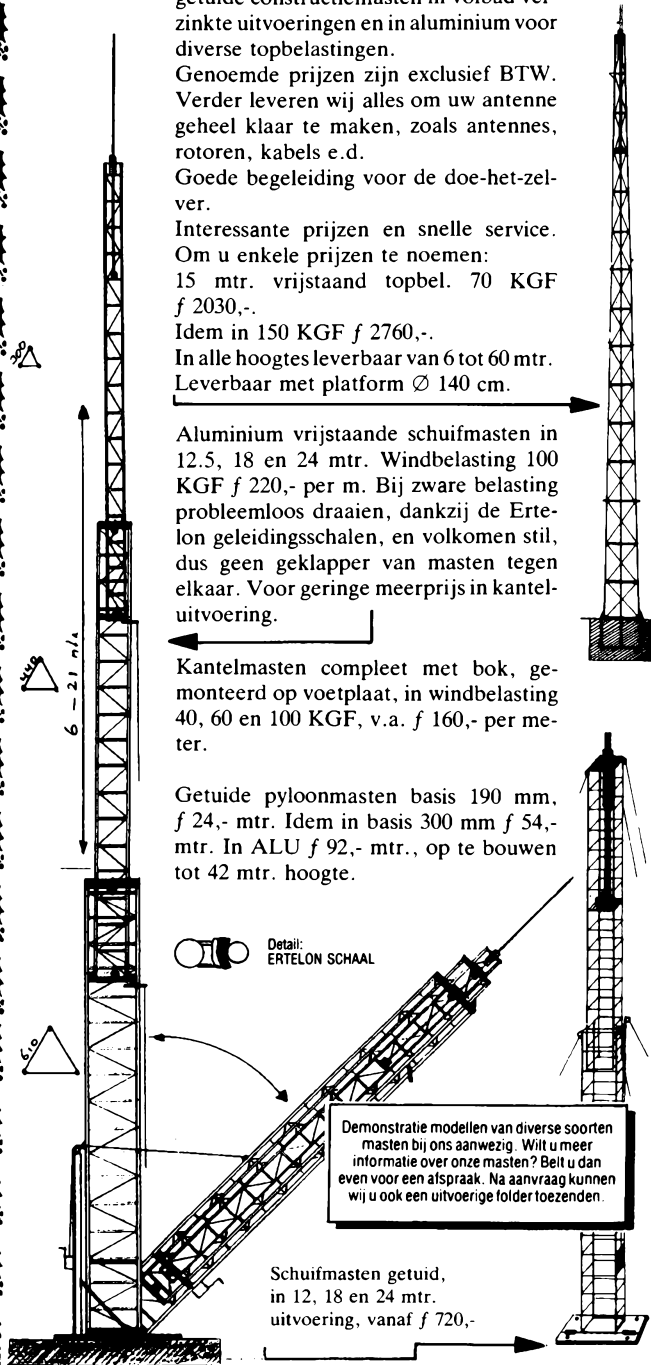 getuide constructiemasten in volbad ver-
zinkte uitvoeringen en in aluminium voor
diverse topbelastingen.
Genoemde prijzen zijn exclusief BTW.
Verder leveren wij alles om uw antenne
geheel klaar te maken, zoals antennes,
rotoren, kabels e.d.
Goede begeleiding voor de doe-het-zel-
ver.
Interessante prijzen en snelle service.
Om u enkele prijzen te noemen:
15 mtr. vrijstaand topbel. 70 KGF
ƒ 2030,-.
Idem in 150 KGF ƒ 2760,-.
In alle hoogtes leverbaar van 6 tot 60 mtr.
Leverbaar met platform Ø 140 cm.
Aluminium vrijstaande schuifmasten in
12.5, 18 en 24 mtr. Windbelasting 100
KGF ƒ 220,- per m. Bij zware belasting
probleemloos draaien, dankzij de Erte-
lon geleidingsschalen, en volkomen stil,
dus geen geklapper van masten tegen
elkaar. Voor geringe meerprijs in kantel-
uitvoering.
Kantelmasten compleet met bok, ge-
monteerd op voetplaat, in windbelasting
40, 60 en 100 KGF, v.a. ƒ 160,- per me-
ter.
Getuide pyloonmasten basis 190 mm,
ƒ 24,- mtr. Idem in basis 300 mm ƒ 54,-
mtr. In ALU ƒ 92,- mtr., op te bouwen
tot 42 mtr. hoogte.
300
440
6 - 21 
610
Detail:
ERTELON SCHAAL
Demonstratie modellen van diverse soorten
masten bij ons aanwezig. Wilt u meer
informatie over onze masten? Belt u dan
even voor een afspraak. Na aanvraag kunnen
wij u ook een uitvoerige folder toezenden.
Schuifmasten getuid,
in 12, 18 en 24 mtr.
uitvoering, vanaf ƒ 720,-